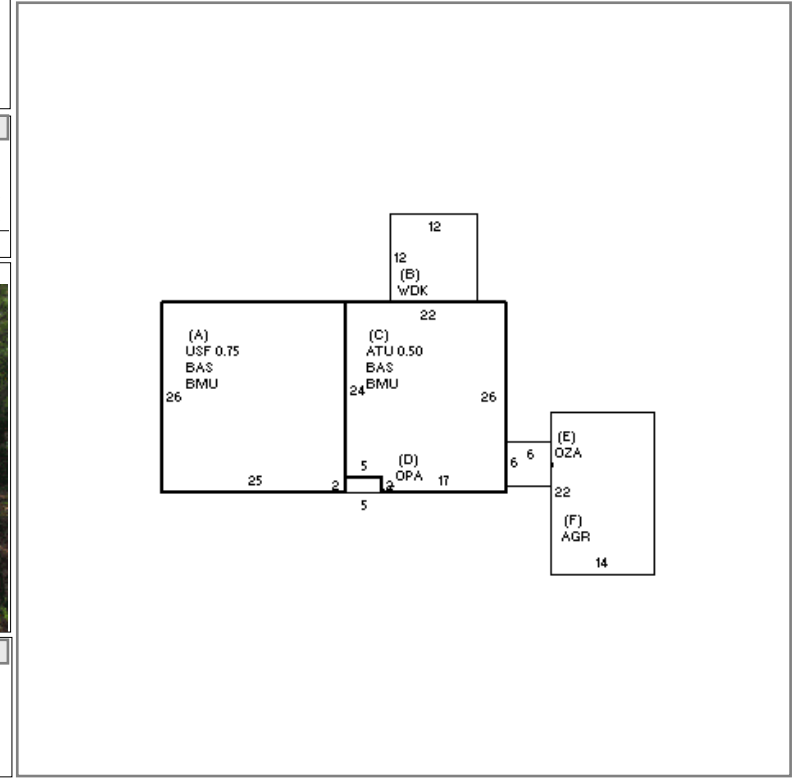 12
12
(B)
WDK
22
(A)
USF 0.75
BAS
BMU
26
(C)
ATU 0.50
BAS
BMU
24
26
(E)
OZA
6
6
(D)
OPA
5
25
2
2
17
5
22
(F)
AGR
14